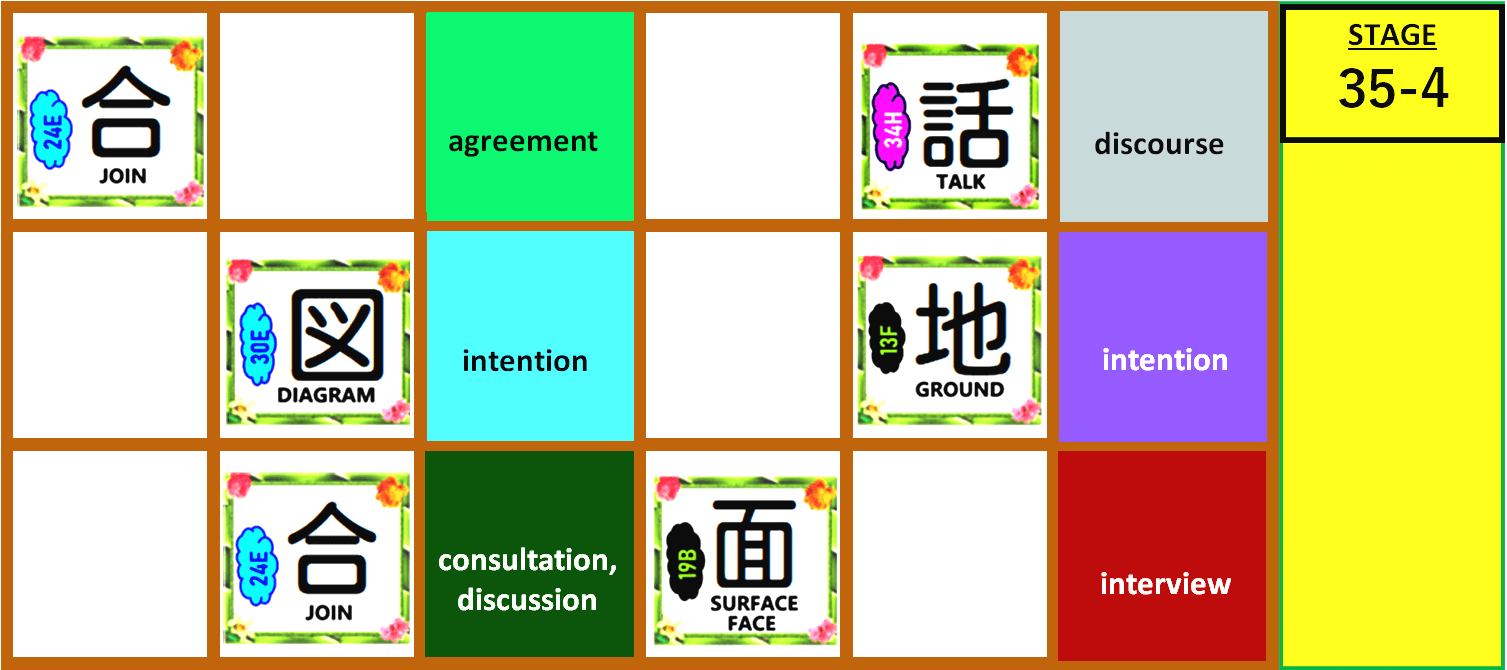 24E
合
JOIN
agreement
34H
話
TALK
discourse
STAGE
35-4
30E
図
DIAGRAM
intention
13F
地
GROUND
intention
24E
合
JOIN
consultation,
discussion
19B
面
SURFACE
FACE
interview